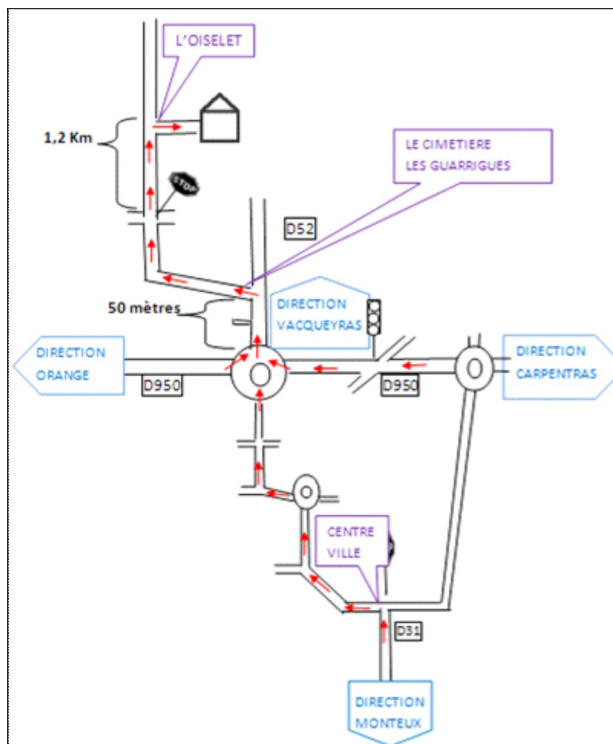 L'OISELET
1,2 Km
LE CIMETIERE
LES GUARRIGUES
STOP
D52
50 mètres
DIRECTION
VACQUEYRAS
DIRECTION
ORANGE
D950
D950
DIRECTION
CARPENTRAS
CENTRE
VILLE
D31
DIRECTION
MONTEUX